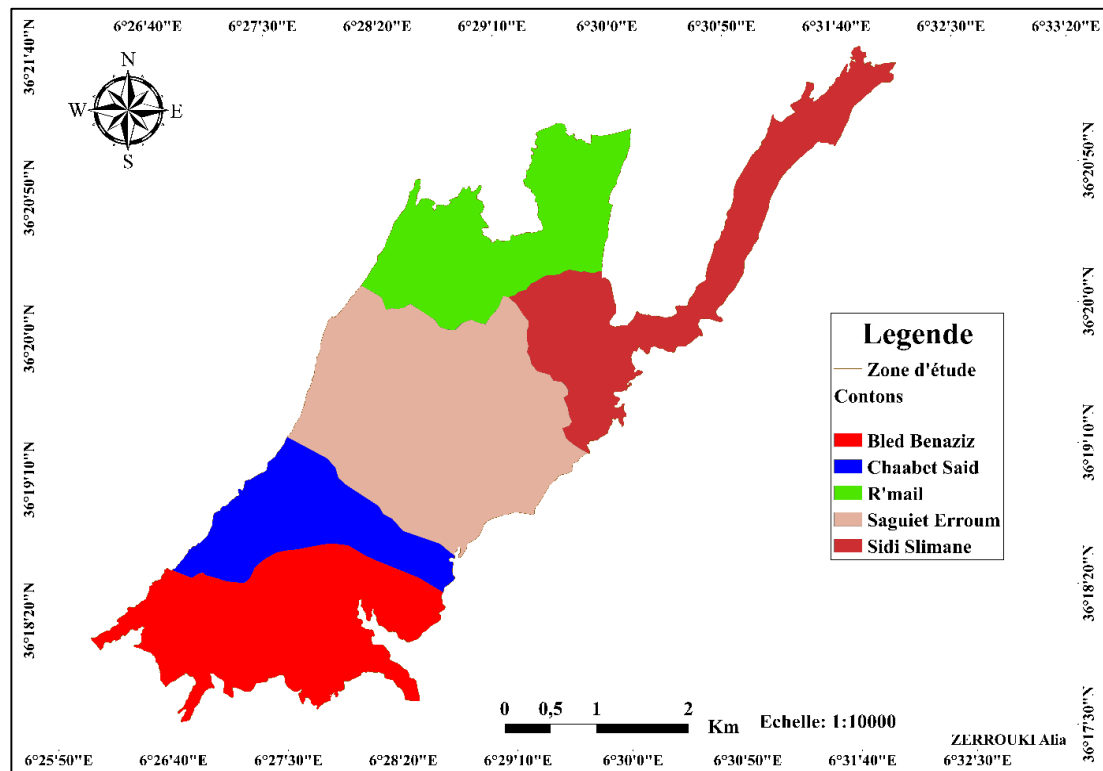 6°26'40"E 6°27'30"E 6°28'20"E 6°29'10"E 6°30'0"E 6°30'50"E 6°31'40"E 6°32'30"E 6°33'20"E
36°21'40"N
36°20'50"N
36°20'0"N
36°19'10"N
36°18'20"N
N
W E
S
36°20'50"N
36°20'0"N
36°19'10"N
36°18'20"N
36°17'30"N
Legende
Zone d'étude
Contons
Bled Benaziz
Chaabct Said
R'mail
Saguiet Erroum
Sidi Slimane
0 0,5 1 2
Km
Echelle: 1:10000
ZERROUKI Alia
6°25'50"E 6°26'40"E 6°27'30"E 6°28'20"E 6°29'10"E 6°30'0"E 6°30'50"E 6°31'40"E 6°32'30"E